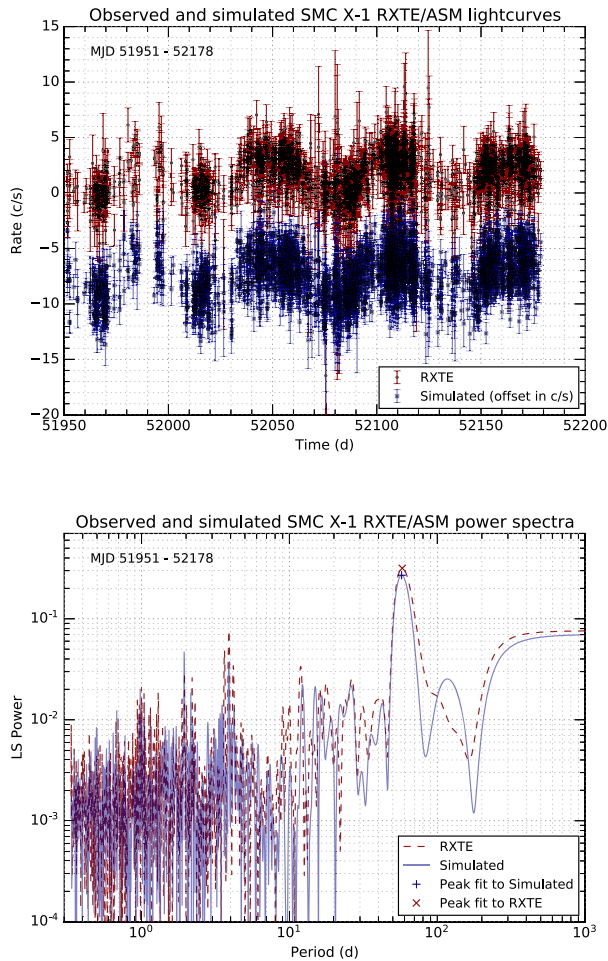 Observed and simulated SMC X-1 RXTE/ASM lightcurves
MJD 51951 - 52178
15
10
5
0
−5
−10
−15
−20
Rate (c/s)
RXTE
Simulated (offset in c/s)
51950 52000 52050 52100 52150 52200
Time (d)
Observed and simulated SMC X-1 RXTE/ASM power spectra
MJD 51951 - 52178
10⁻¹
10⁻²
10⁻³
10⁻⁴
LS Power
RXTE
Simulated
Peak fit to Simulated
Peak fit to RXTE
10⁰ 10¹ 10² 10³
Period (d)